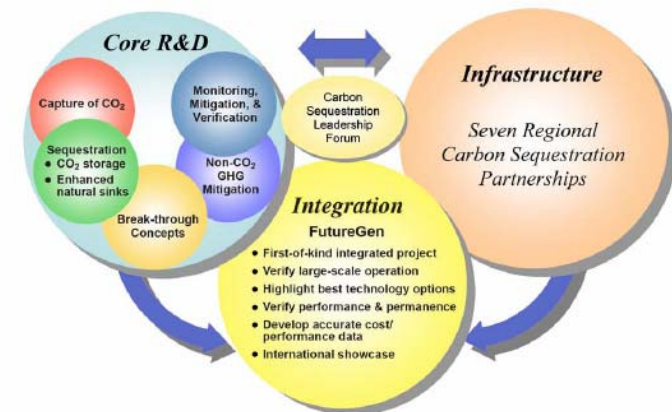 Core R&D
Capture of CO₂
Sequestration
• CO₂ storage
• Enhanced
natural sinks
Break-through
Concepts
Monitoring,
Mitigation, &
Verification
Non-CO₂
GHG
Mitigation
Carbon
Sequestration
Leadership
Forum
Infrastructure
Seven Regional
Carbon Sequestration
Partnerships
Integration
FutureGen
• First-of-kind integrated project
• Verify large-scale operation
• Highlight best technology options
• Verify performance & permanence
• Develop accurate cost/
performance data
• International showcase